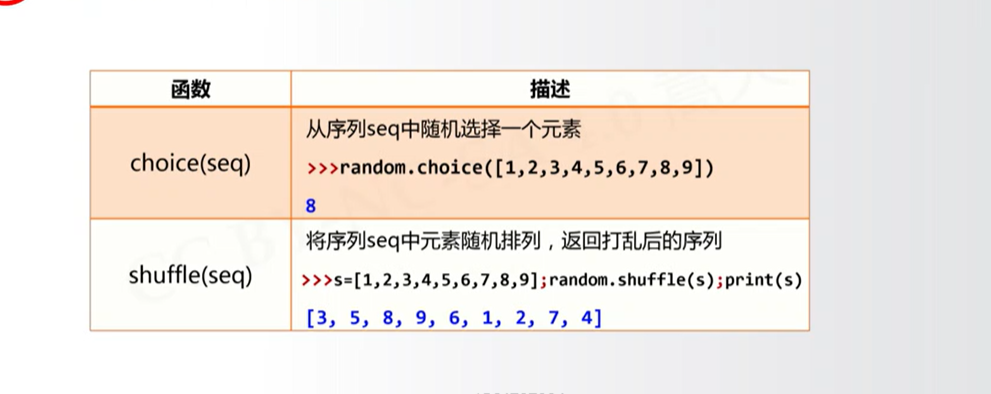 函数
描述
choice(seq)
从序列seq中随机选择一个元素
>>>random.choice([1,2,3,4,5,6,7,8,9])
8
shuffle(seq)
将序列seq中元素随机排列，返回打乱后的序列
>>>s=[1,2,3,4,5,6,7,8,9];random.shuffle(s);print(s)
[3, 5, 8, 9, 6, 1, 2, 7, 4]